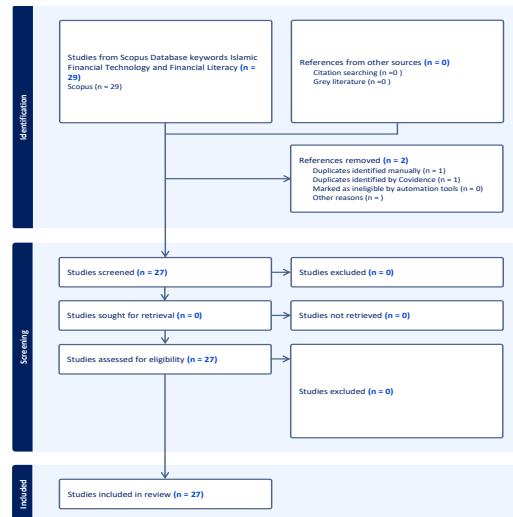 Identification
Studies from Scopus Database keywords Islamic
Financial Technology and Financial Literacy (n =
29)
Scopus (n = 29)
References from other sources (n = 0)
Citation searching (n =0 )
Grey literature (n =0 )
References removed (n = 2)
Duplicates identified manually (n = 1)
Duplicates identified by Covidence (n = 1)
Marked as ineligible by automation tools (n = 0)
Other reasons (n = )
Screening
Studies screened (n = 27)
Studies excluded (n = 0)
Studies sought for retrieval (n = 0)
Studies not retrieved (n = 0)
Studies assessed for eligibility (n = 27)
Studies excluded (n = 0)
Included
Studies included in review (n = 27)